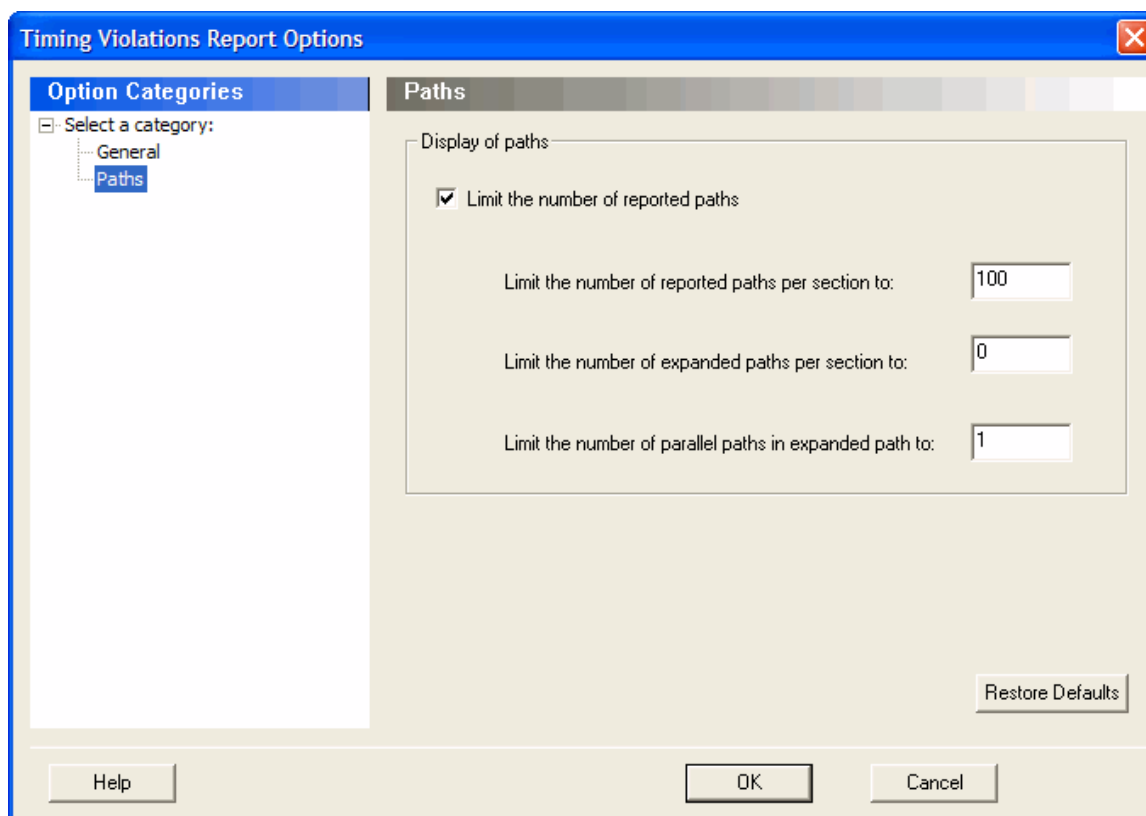 Timing Violations Report Options
Option Categories
Select a category:
General
Paths
Paths
Display of paths
Limit the number of reported paths
Limit the number of reported paths per section to: 100
Limit the number of expanded paths per section to: 0
Limit the number of parallel paths in expanded path to: 1
Restore Defaults
Help OK Cancel